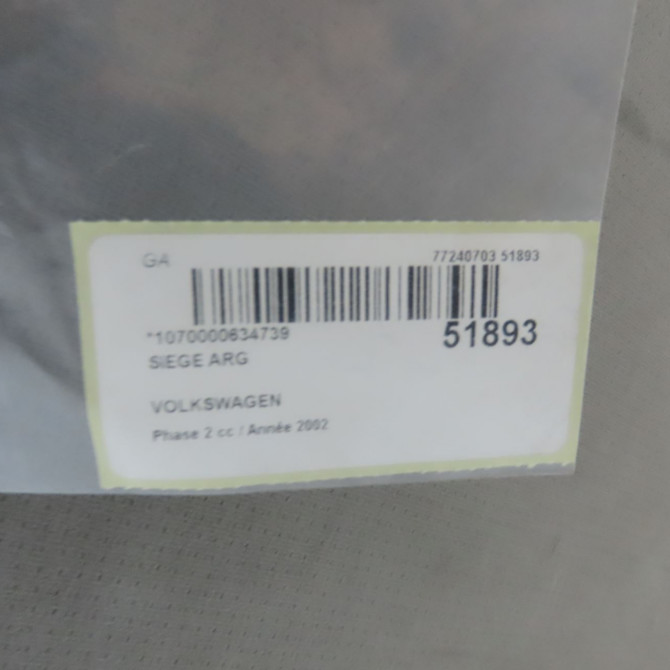 GA 77240703 51893
*1070000634739 51893
SIEGE ARG
VOLKSWAGEN
Phase 2 cc / Année 2002